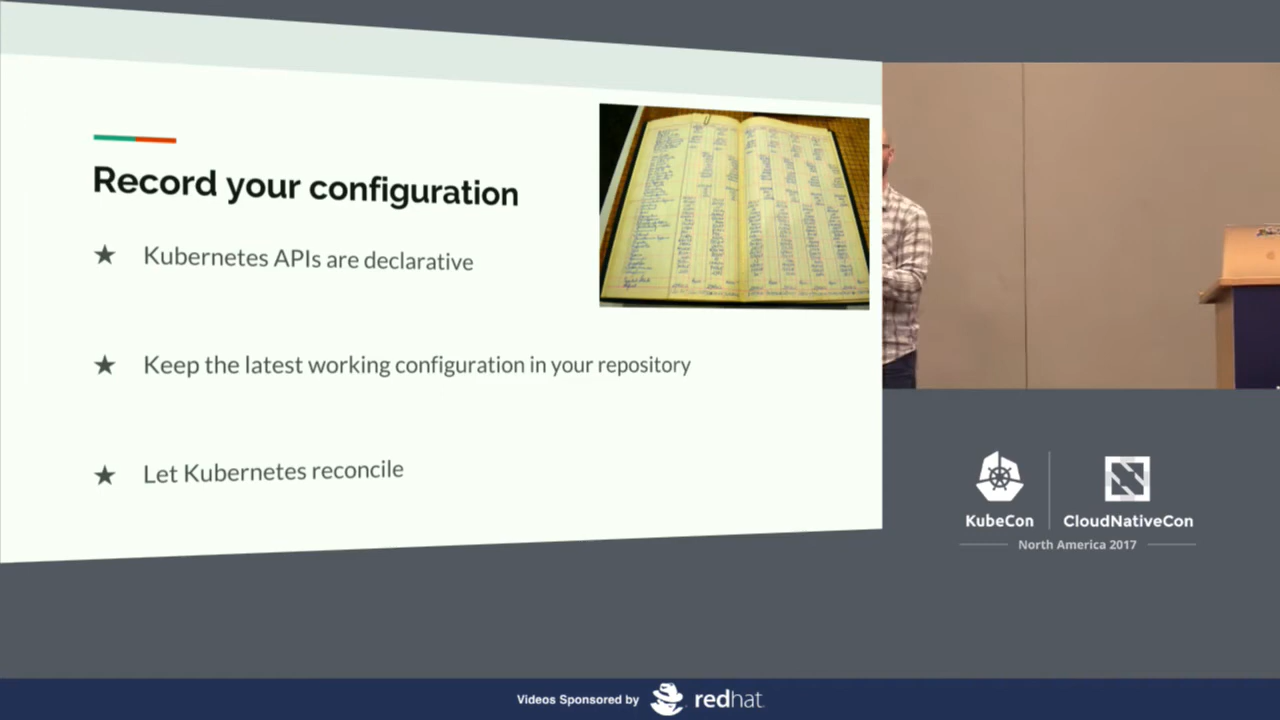 Record your configuration
★ Kubernetes APIs are declarative
★ Keep the latest working configuration in your repository
★ Let Kubernetes reconcile
KubeCon
CloudNativeCon
North America 2017
Videos Sponsored by redhat.